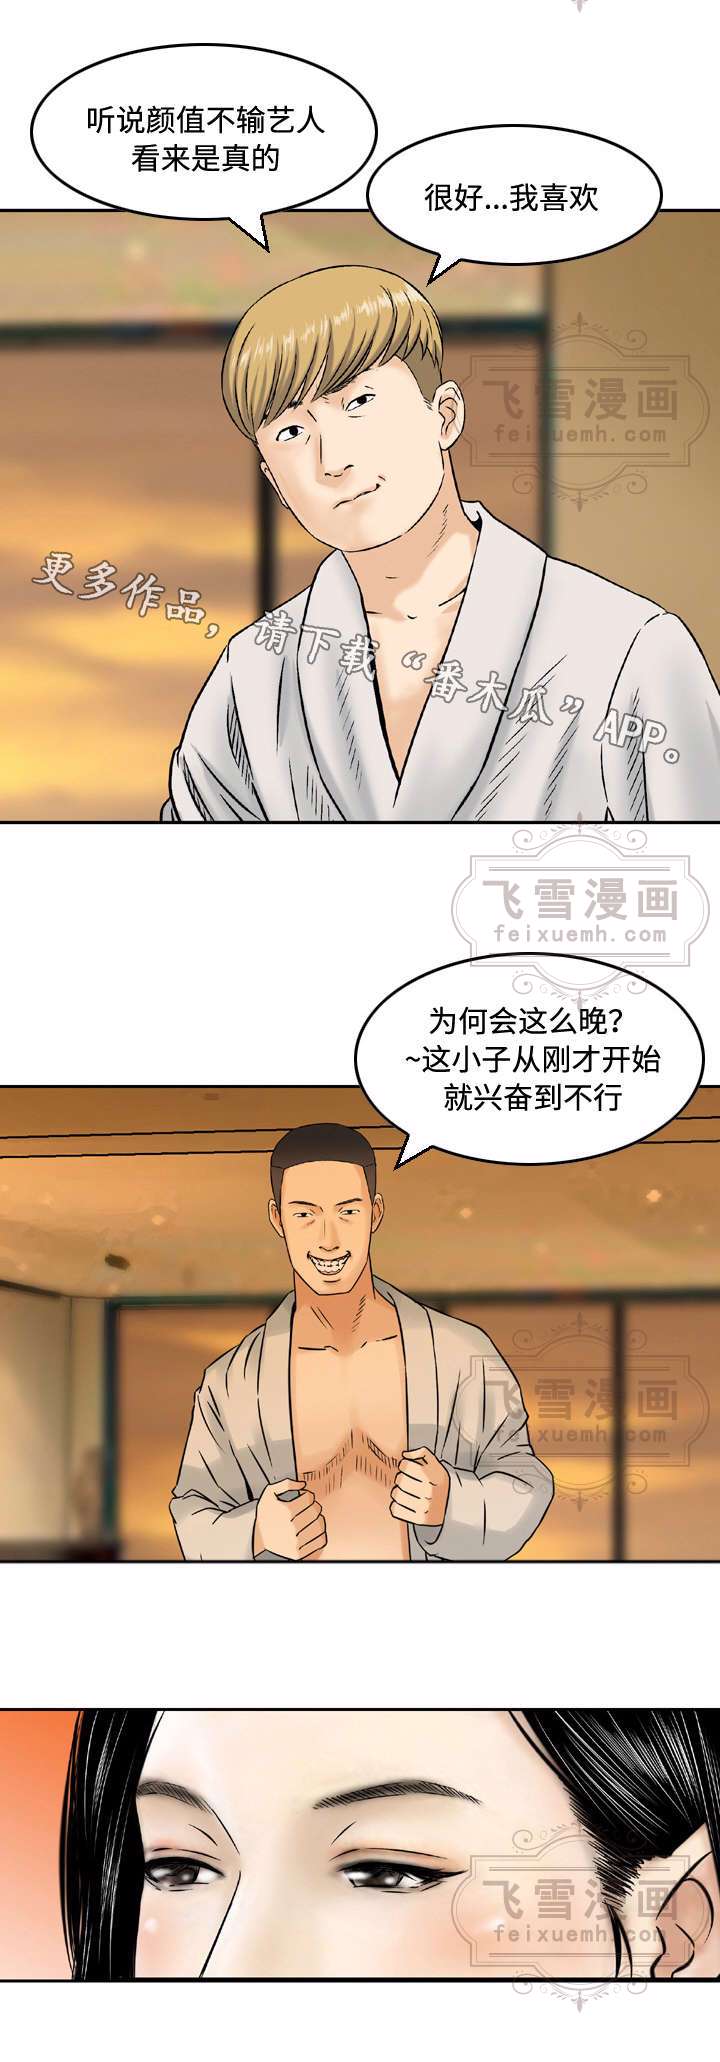 听说颜值不输艺人
看来是真的
很好...我喜欢
飞雪漫画
feixuemh.com
更多作品，请下载“番木瓜”APP。
飞雪漫画
feixuemh.com
为何会这么晚？
~这小子从刚才开始
就兴奋到不行
飞雪漫画
feixuemh.com
飞雪漫画
feixuemh.com